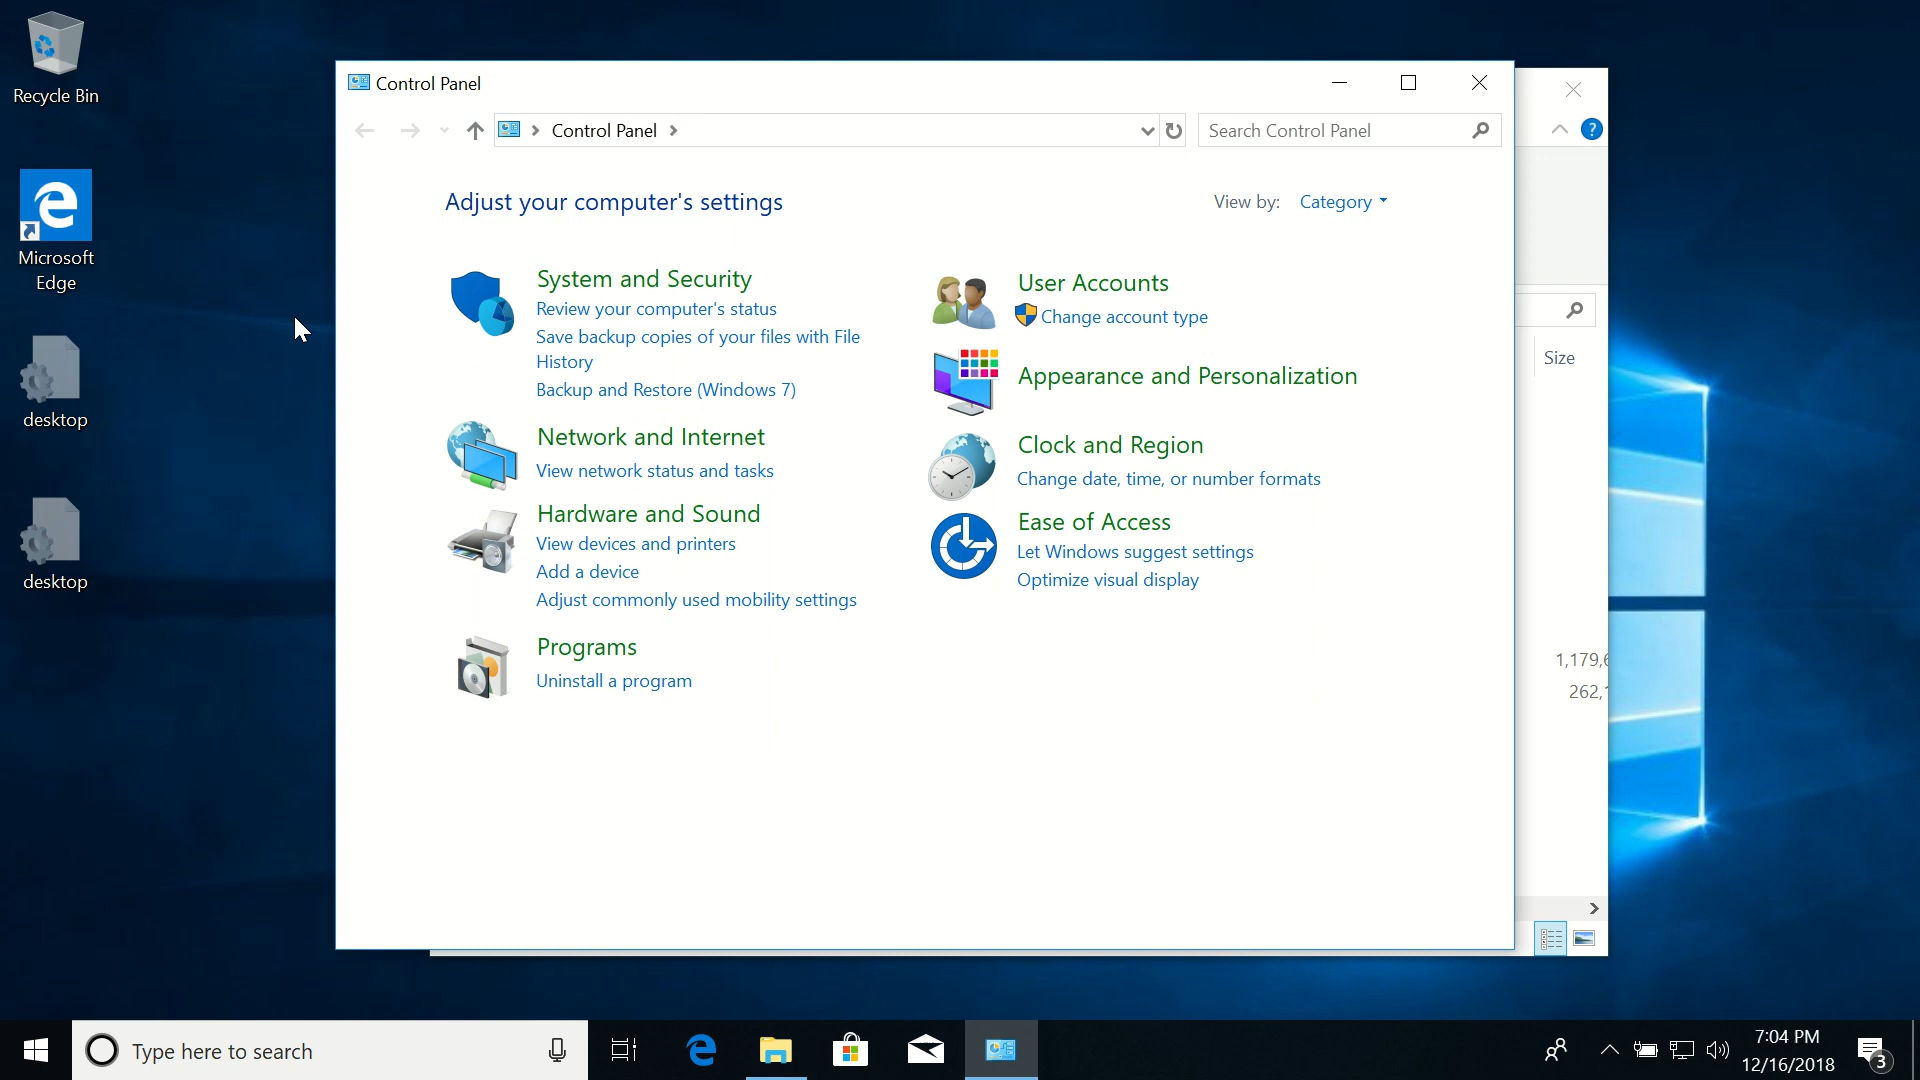 Recycle Bin
Microsoft
Edge
desktop
desktop
Control Panel
Control Panel
Search Control Panel
Adjust your computer's settings
View by: Category
System and Security
Review your computer's status
Save backup copies of your files with File
History
Backup and Restore (Windows 7)
Network and Internet
View network status and tasks
Hardware and Sound
View devices and printers
Add a device
Adjust commonly used mobility settings
Programs
Uninstall a program
User Accounts
Change account type
Appearance and Personalization
Clock and Region
Change date, time, or number formats
Ease of Access
Let Windows suggest settings
Optimize visual display
?
Size
1,179,6
262,1
Type here to search
7:04 PM
12/16/2018
3